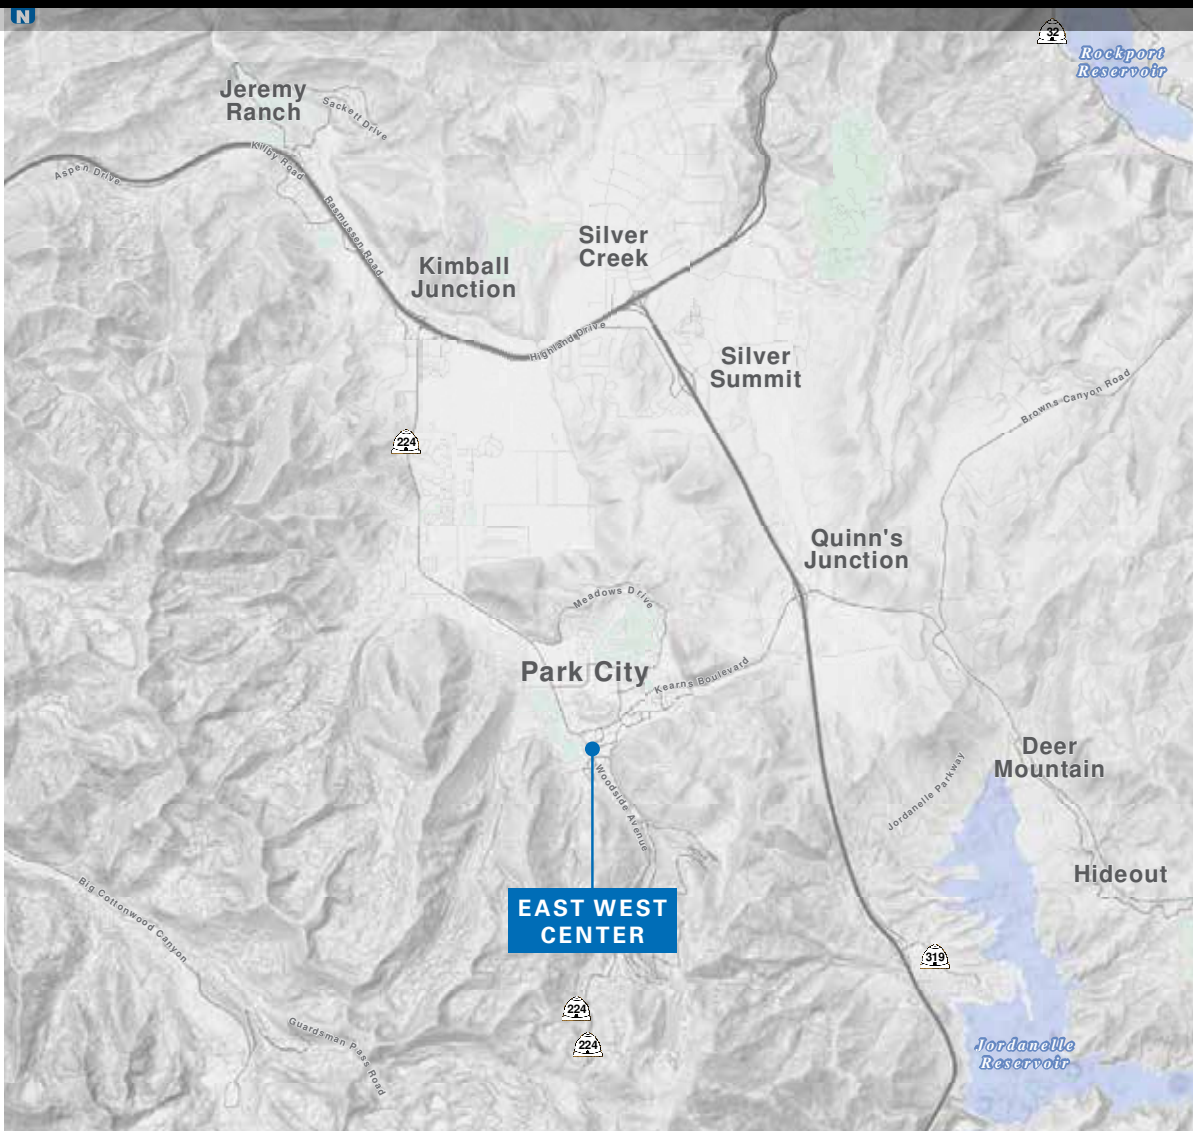 N
32
Rockport
Reservoir
Jeremy
Ranch
Sackett Drive
Kilby Road
Aspen Drive
Rasmussen Road
Silver
Creek
Kimball
Junction
Highland Drive
Silver
Summit
Browns Canyon Road
224
Quinn's
Junction
Meadows Drive
Park City
Kearns Boulevard
Deer
Mountain
Jordanelle Parkway
Woodside Avenue
Hideout
Big Cottonwood Canyon
EAST WEST
CENTER
319
224
Guardsman Pass Road
224
Jordanelle
Reservoir